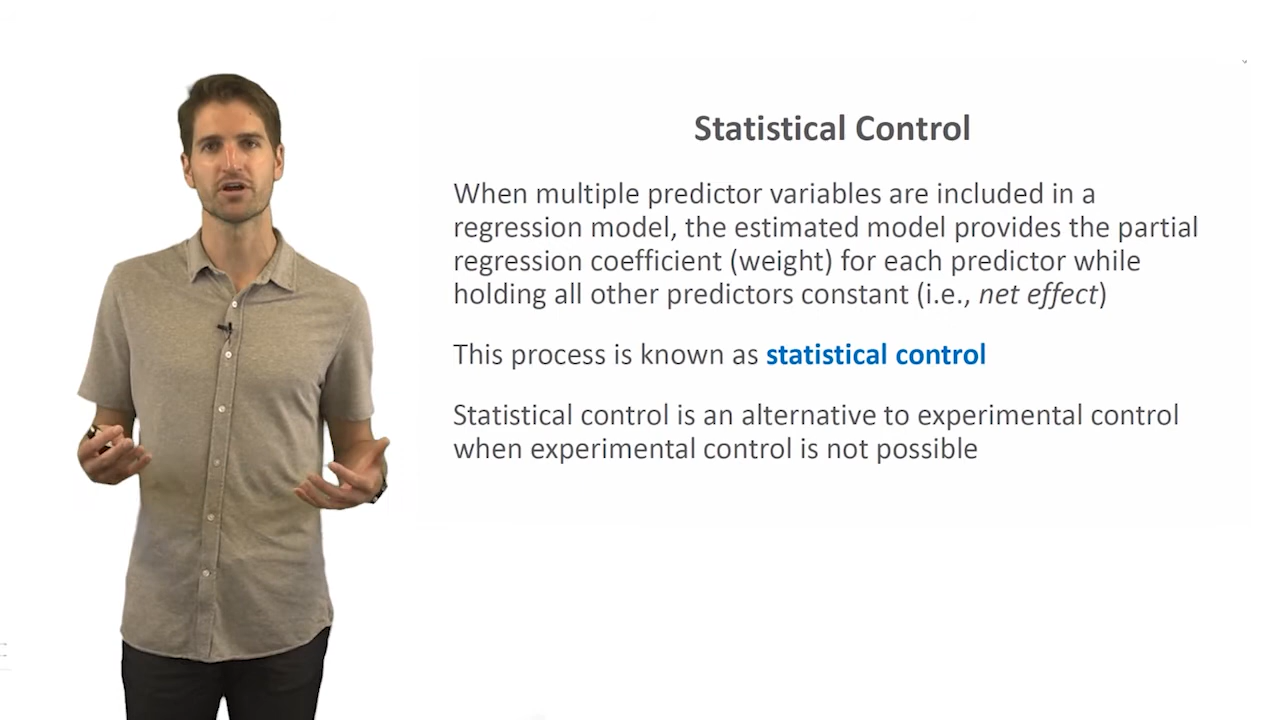 Statistical Control
When multiple predictor variables are included in a
regression model, the estimated model provides the partial
regression coefficient (weight) for each predictor while
holding all other predictors constant (i.e., net effect)
This process is known as statistical control
Statistical control is an alternative to experimental control
when experimental control is not possible